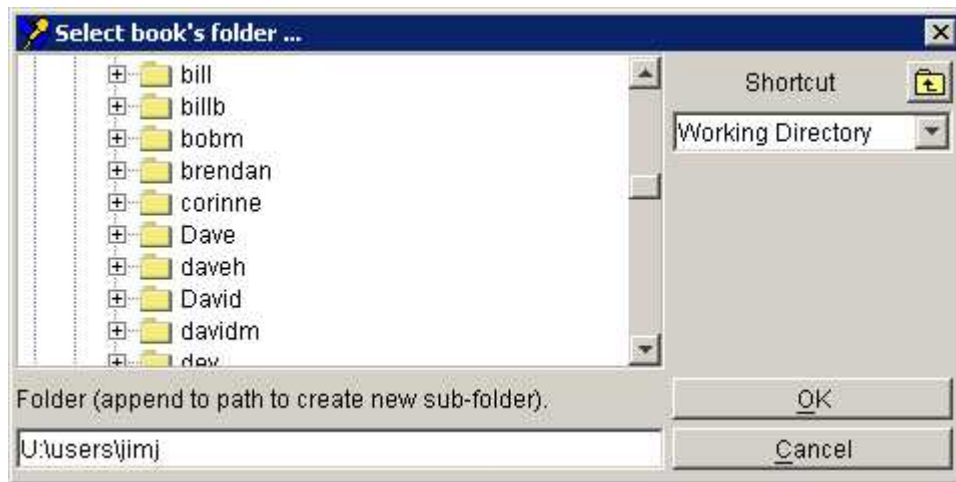 Select book's folder ...
bill
billb
bobm
brendan
corinne
Dave
daveh
David
davidm
dev
Shortcut
Working Directory
Folder (append to path to create new sub-folder).
OK
U:\users\jimj
Cancel